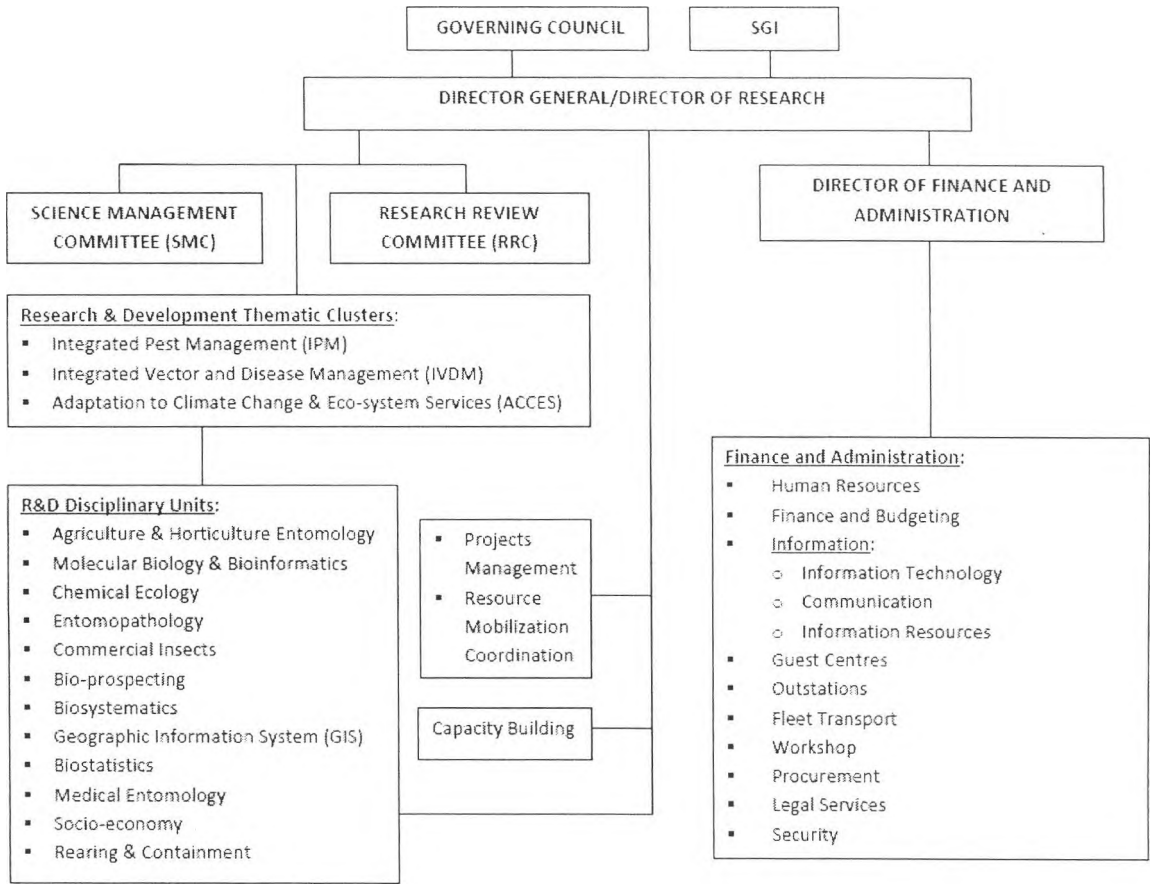 GOVERNING COUNCIL
SGI
DIRECTOR GENERAL/DIRECTOR OF RESEARCH
SCIENCE MANAGEMENT
COMMITTEE (SMC)
RESEARCH REVIEW
COMMITTEE (RRC)
DIRECTOR OF FINANCE AND
ADMINISTRATION
Research & Development Thematic Clusters:
▪ Integrated Pest Management (IPM)
▪ Integrated Vector and Disease Management (IVDM)
▪ Adaptation to Climate Change & Eco-system Services (ACCES)
R&D Disciplinary Units:
▪ Agriculture & Horticulture Entomology
▪ Molecular Biology & Bioinformatics
▪ Chemical Ecology
▪ Entomopathology
▪ Commercial Insects
▪ Bio-prospecting
▪ Biosystematics
▪ Geographic Information System (GIS)
▪ Biostatistics
▪ Medical Entomology
▪ Socio-economy
▪ Rearing & Containment
▪ Projects
Management
▪ Resource
Mobilization
Coordination
Capacity Building
Finance and Administration:
▪ Human Resources
▪ Finance and Budgeting
▪ Information:
○ Information Technology
○ Communication
○ Information Resources
▪ Guest Centres
▪ Outstations
▪ Fleet Transport
▪ Workshop
▪ Procurement
▪ Legal Services
▪ Security